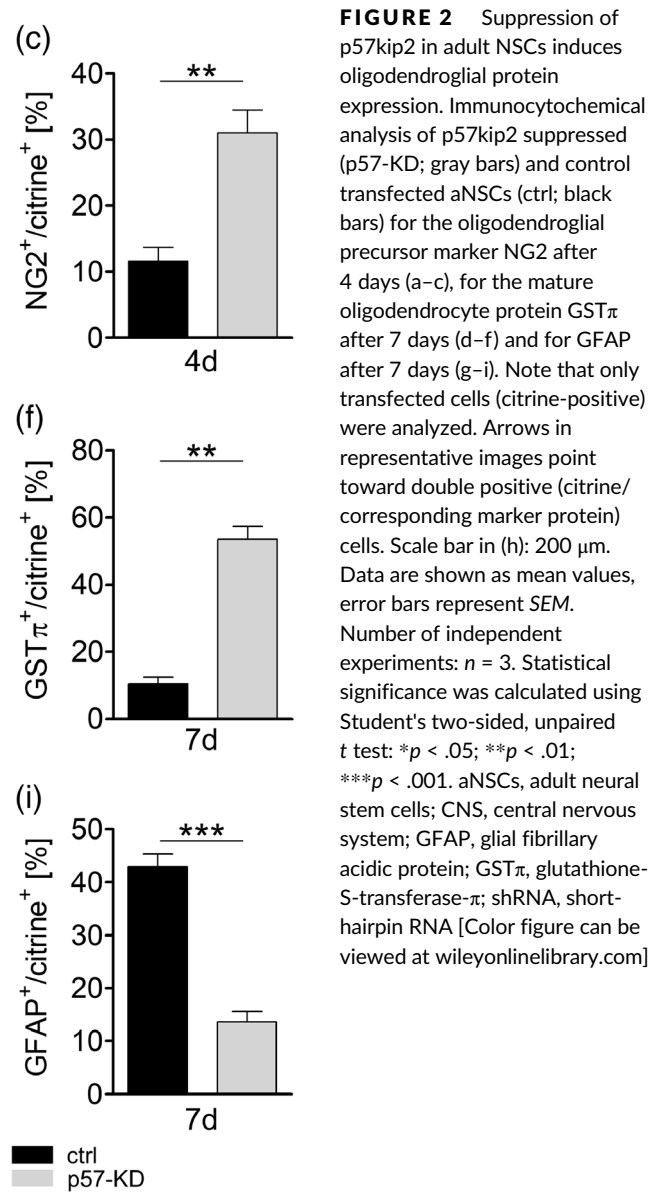 (c)
40
30
20
10
0
NG2+/citrine+ [%]
**
4d
(f)
80
60
40
20
0
GSTπ+/citrine+ [%]
**
7d
(i)
50
40
30
20
10
0
GFAP+/citrine+ [%]
***
7d
ctrl
p57-KD
FIGURE 2 Suppression of
p57kip2 in adult NSCs induces
oligodendroglial protein
expression. Immunocytochemical
analysis of p57kip2 suppressed
(p57-KD; gray bars) and control
transfected aNSCs (ctrl; black
bars) for the oligodendroglial
precursor marker NG2 after
4 days (a–c), for the mature
oligodendrocyte protein GSTπ
after 7 days (d–f) and for GFAP
after 7 days (g–i). Note that only
transfected cells (citrine-positive)
were analyzed. Arrows in
representative images point
toward double positive (citrine/
corresponding marker protein)
cells. Scale bar in (h): 200 μm.
Data are shown as mean values,
error bars represent SEM.
Number of independent
experiments: n = 3. Statistical
significance was calculated using
Student's two-sided, unpaired
t test: *p < .05; **p < .01;
***p < .001. aNSCs, adult neural
stem cells; CNS, central nervous
system; GFAP, glial fibrillary
acidic protein; GSTπ, glutathione-
S-transferase-π; shRNA, short-
hairpin RNA [Color figure can be
viewed at wileyonlinelibrary.com]